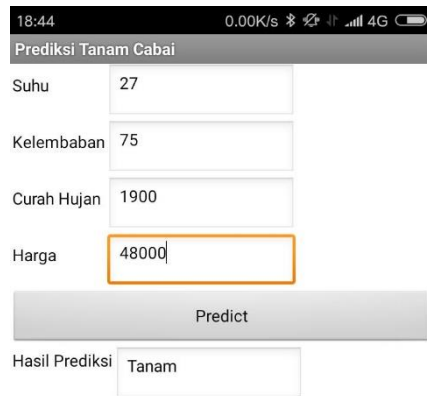 18:44 0.00K/s 4G
Prediksi Tanam Cabai
Suhu 27
Kelembaban 75
Curah Hujan 1900
Harga 48000
Predict
Hasil Prediksi Tanam